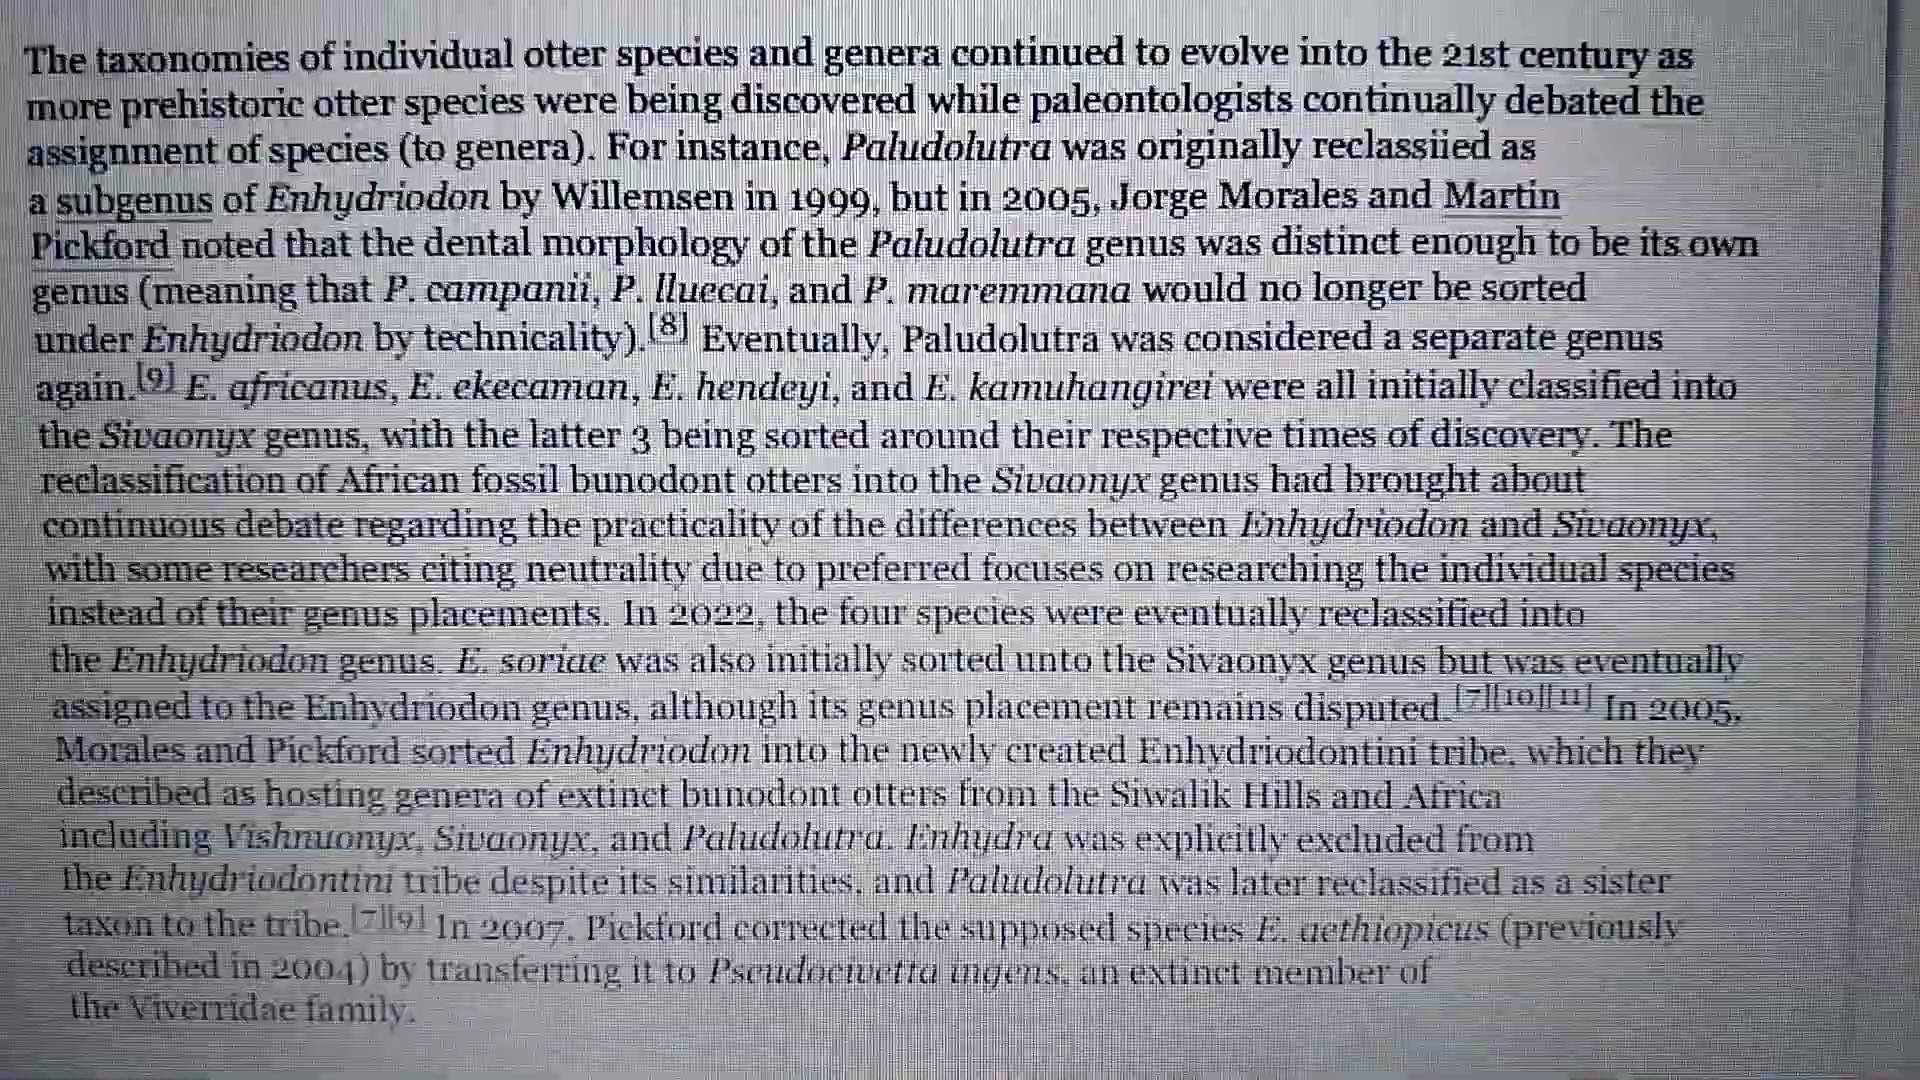 The taxonomies of individual otter species and genera continued to evolve into the 21st century as
more prehistoric otter species were being discovered while paleontologists continually debated the
assignment of species (to genera). For instance, Paludolutra was originally reclassiied as
a subgenus of Enhydriodon by Willemsen in 1999, but in 2005, Jorge Morales and Martin
Pickford noted that the dental morphology of the Paludolutra genus was distinct enough to be its own
genus (meaning that P. campanii, P. lluecai, and P. maremmana would no longer be sorted
under Enhydriodon by technicality).[8] Eventually, Paludolutra was considered a separate genus
again.[9] E. africanus, E. ekecaman, E. hendeyi, and E. kamuhangirei were all initially classified into
the Sivaonyx genus, with the latter 3 being sorted around their respective times of discovery. The
reclassification of African fossil bunodont otters into the Sivaonyx genus had brought about
continuous debate regarding the practicality of the differences between Enhydriodon and Sivaonyx,
with some researchers citing neutrality due to preferred focuses on researching the individual species
instead of their genus placements. In 2022, the four species were eventually reclassified into
the Enhydriodon genus. E. soriae was also initially sorted unto the Sivaonyx genus but was eventually
assigned to the Enhydriodon genus, although its genus placement remains disputed.[7][10][11] In 2005,
Morales and Pickford sorted Enhydriodon into the newly created Enhydriodontini tribe, which they
described as hosting genera of extinct bunodont otters from the Siwalik Hills and Africa
including Vishnuonyx, Sivaonyx, and Paludolutra. Enhydra was explicitly excluded from
the Enhydriodontini tribe despite its similarities, and Paludolutra was later reclassified as a sister
taxon to the tribe.[7][9] In 2007, Pickford corrected the supposed species E. aethiopicus (previously
described in 2004) by transferring it to Pseudocivetta ingens, an extinct member of
the Viverridae family.